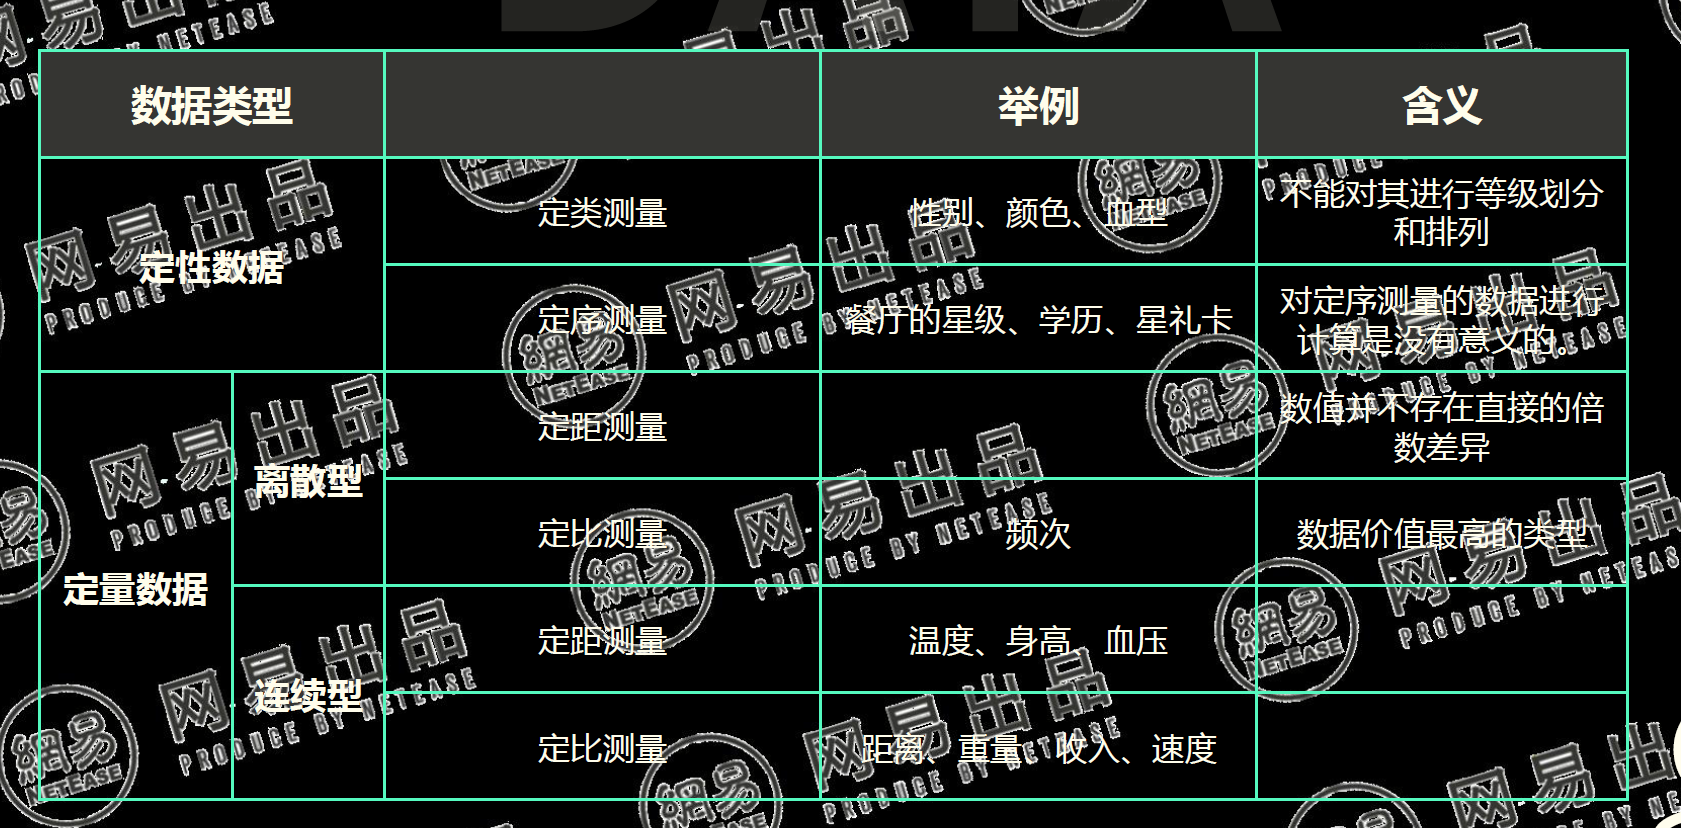 DATA
数据类型 举例 含义
定性数据 定类测量 性别、颜色、血型 不能对其进行等级划分
和排列
定序测量 餐厅的星级、学历、星礼卡 对定序测量的数据进行
计算是没有意义的.
定量数据 离散型 定距测量 数值并不存在直接的倍
数差异
定比测量 频次 数据价值最高的类型
连续型 定距测量 温度、身高、血压
定比测量 距离、重量、收入、速度
网易出品
PRODUCE BY NETEASE
網易
NETEASE